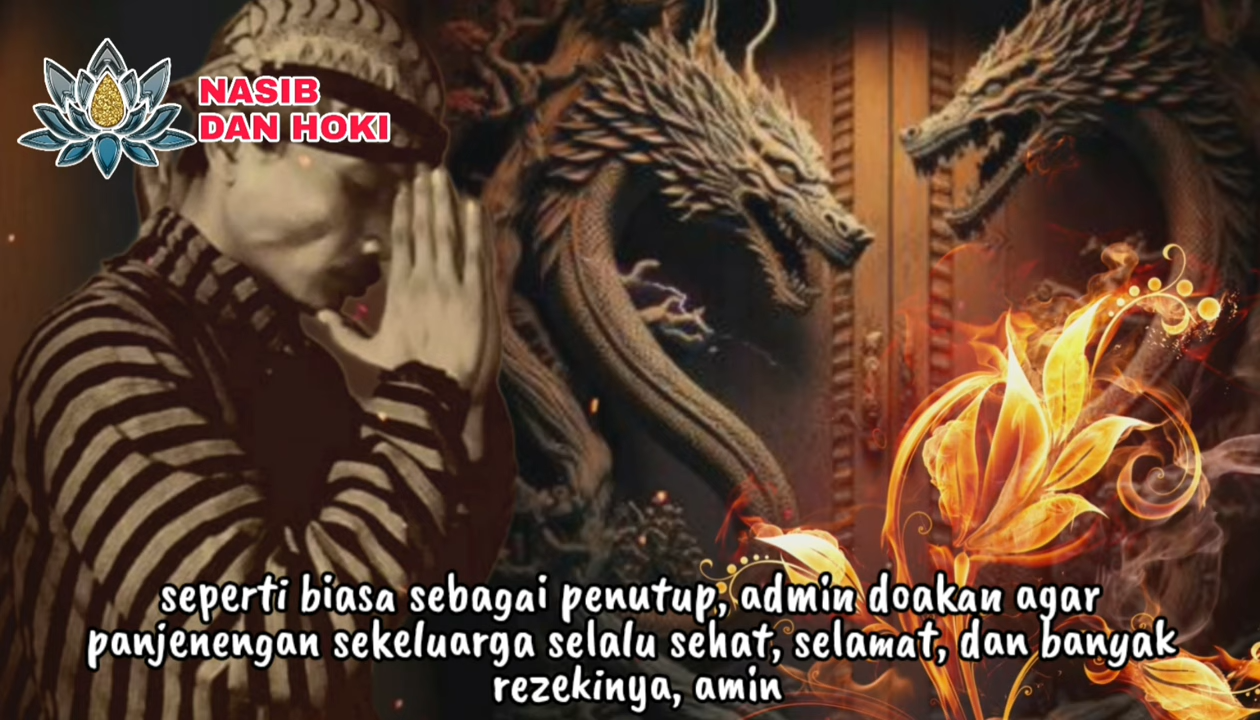 NASIB
DAN HOKI
seperti biasa sebagai penutup, admin doakan agar
panjenengan sekeluarga selalu sehat, selamat, dan banyak
rezekinya, amin